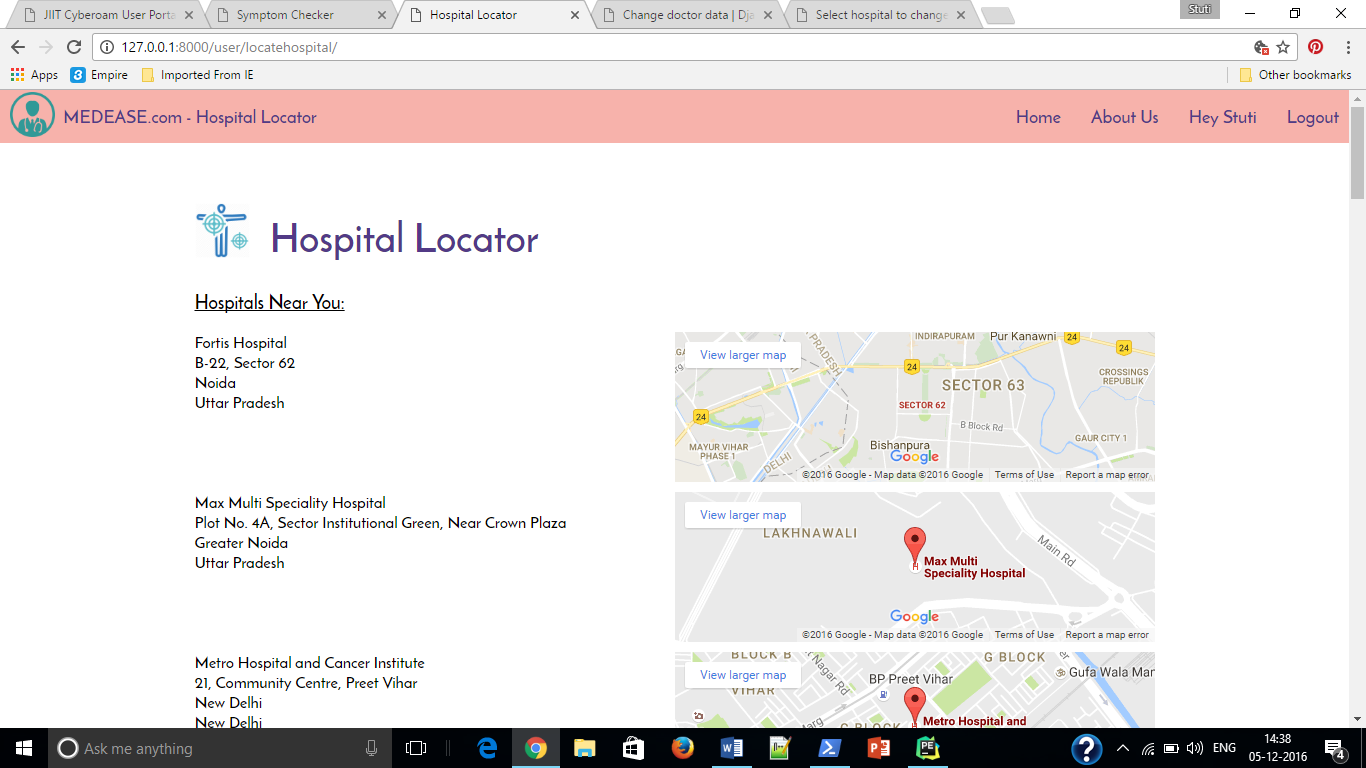 JIIT Cyberoam User Porta
Symptom Checker
Hospital Locator
Change doctor data | Dja
Select hospital to change
Stuti
127.0.0.1:8000/user/locatehospital/
Apps
Empire
Imported From IE
Other bookmarks
MEDEASE.com - Hospital Locator
Home
About Us
Hey Stuti
Logout
Hospital Locator
Hospitals Near You:
Fortis Hospital
B-22, Sector 62
Noida
Uttar Pradesh
View larger map
INDIRAPURAM
Pur Kanawni
24
24
24
24
PRADESH
CROSSINGS
REPUBLIK
SECTOR 63
SECTOR 62
B Block Rd
MAYUR VIHAR
PHASE 1
DELHI
Bishanpura
GAUR CITY 1
Google
©2016 Google - Map data ©2016 Google
Terms of Use
Report a map error
Max Multi Speciality Hospital
Plot No. 4A, Sector Institutional Green, Near Crown Plaza
Greater Noida
Uttar Pradesh
View larger map
LAKHNAWALI
Main Rd
H
Max Multi
Speciality Hospital
Google
©2016 Google - Map data ©2016 Google
Terms of Use
Report a map error
Metro Hospital and Cancer Institute
21, Community Centre, Preet Vihar
New Delhi
New Delhi
View larger map
BLOCK B
VIHAR
Nagar Rd
BP Preet Vihar
G BLOCK
Gufa Wala Man
Marg
G BLOCK
H
Metro Hospital and
Ask me anything
ENG
14:38
05-12-2016
4